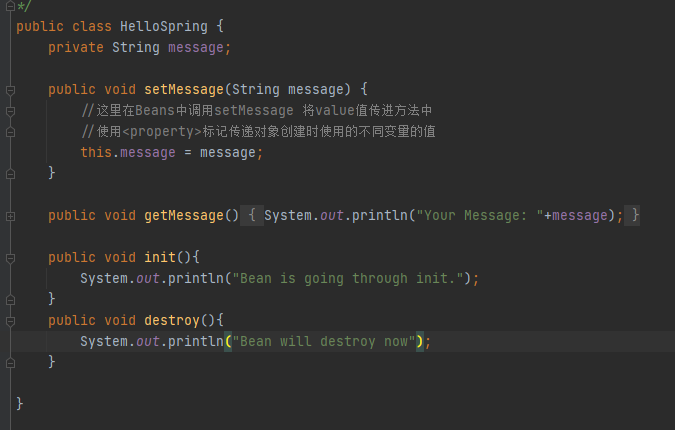 */
public class HelloSpring {
    private String message;
    public void setMessage(String message) {
        //这里在Beans中调用setMessage 将value值传进方法中
        //使用<property>标记传递对象创建时使用的不同变量的值
        this.message = message;
    }
    public void getMessage() { System.out.println("Your Message: "+message); }
    public void init(){
        System.out.println("Bean is going through init.");
    }
    public void destroy(){
        System.out.println("Bean will destroy now");
    }
}